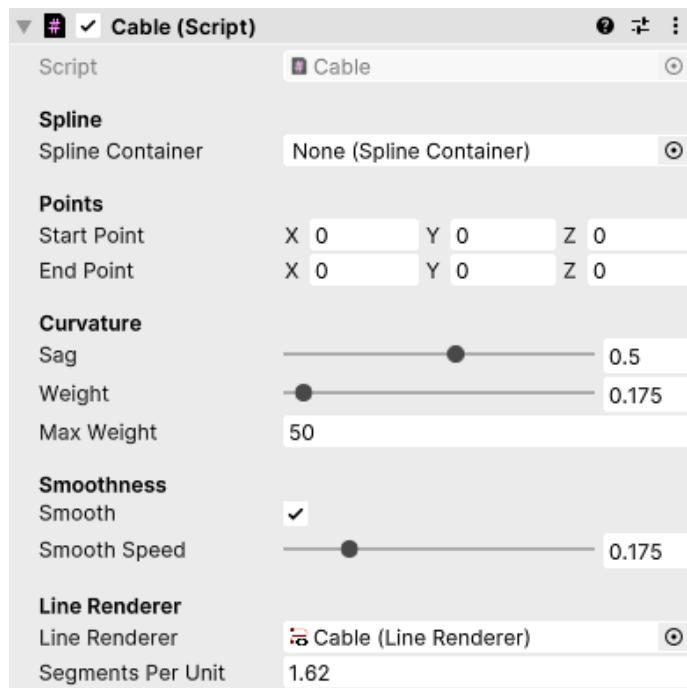 Cable (Script)
Script Cable
Spline
Spline Container None (Spline Container)
Points
Start Point X 0 Y 0 Z 0
End Point X 0 Y 0 Z 0
Curvature
Sag 0.5
Weight 0.175
Max Weight 50
Smoothness
Smooth
Smooth Speed 0.175
Line Renderer
Line Renderer Cable (Line Renderer)
Segments Per Unit 1.62